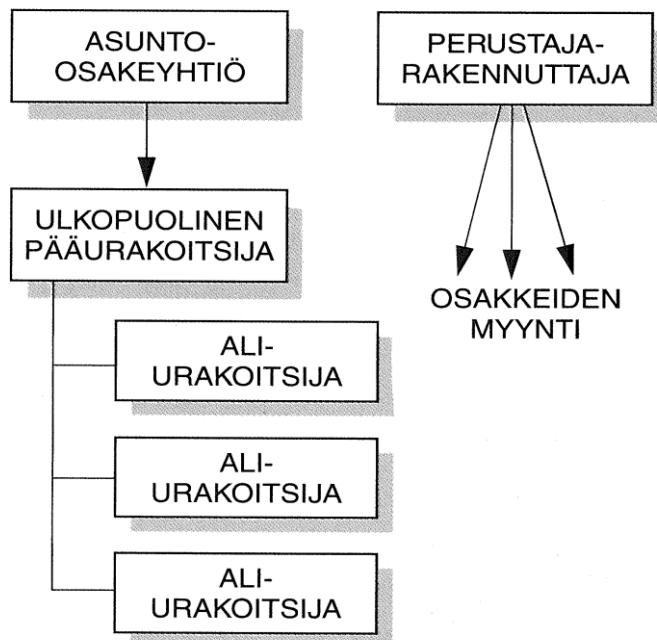 ASUNTO-
OSAKEYHTIÖ
PERUSTAJA-
RAKENNUTTAJA
ULKOPUOLINEN
PÄÄURAKOITSIJA
OSAKKEIDEN
MYYNTI
ALI-
URAKOITSIJA
ALI-
URAKOITSIJA
ALI-
URAKOITSIJA